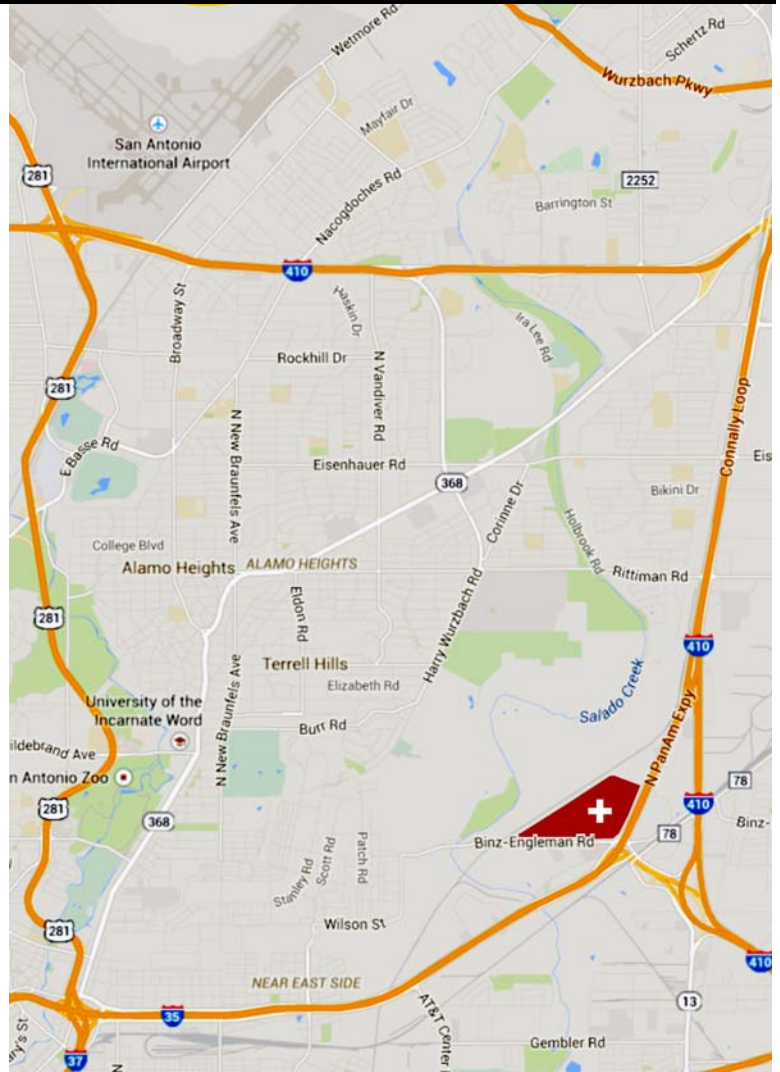 Wetmore Rd
Schertz Rd
Wurzbach Pkwy
Mayfair Dr
San Antonio
International Airport
281
2252
Nacogdoches Rd
Barrington St
410
Broadway St
Haskin Dr
Ira Lee Rd
Rockhill Dr
N Vandiver Rd
281
Connally Loop
N New Braunfels Ave
E Basse Rd
Eisenhauer Rd
Eis
368
Bikini Dr
Corinne Dr
Holbrook Rd
College Blvd
Alamo Heights
ALAMO HEIGHTS
Rittiman Rd
Eldon Rd
Harry Wurzbach Rd
281
410
Terrell Hills
Elizabeth Rd
N New Braunfels Ave
Salado Creek
N PanAm Expy
University of the
Incarnate Word
Burr Rd
ildebrand Ave
n Antonio Zoo
78
281
410
368
78
Binz-
Binz-Engleman Rd
Patch Rd
Scott Rd
Stanley Rd
Wilson St
281
410
NEAR EAST SIDE
13
35
AT&T Center
ry's St
Gembler Rd
37
N